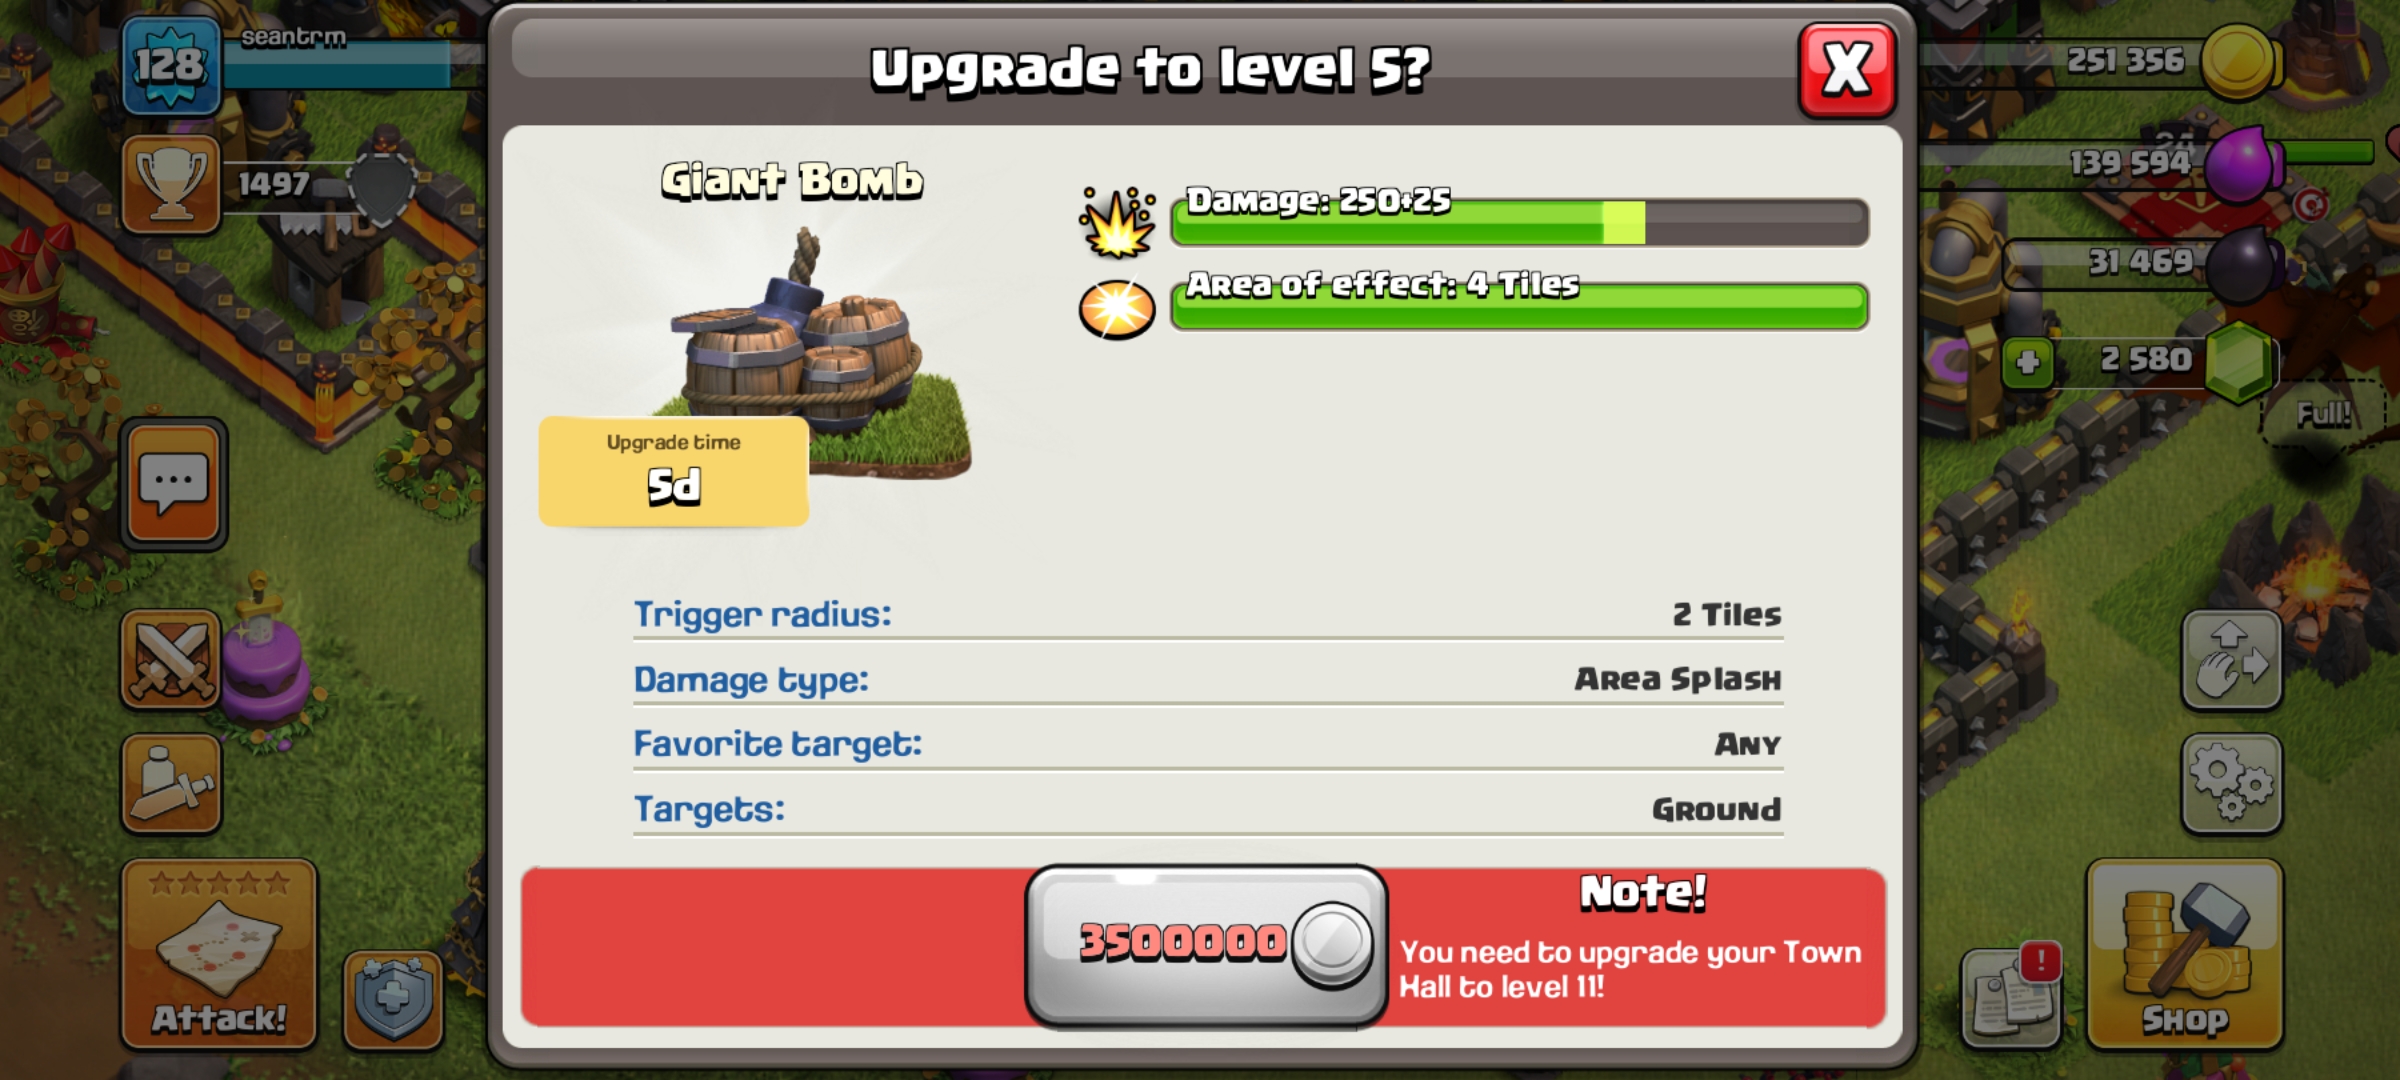 128
seantrm
1497
Upgrade to level 5?
X
251 356
139 594
31 469
2 580
Full!
Giant Bomb
Damage: 250+25
Area of effect: 4 Tiles
Upgrade time
5d
Trigger radius: 2 Tiles
Damage type: Area Splash
Favorite target: Any
Targets: Ground
3500000
Note!
You need to upgrade your Town
Hall to level 11!
Attack!
!
Shop